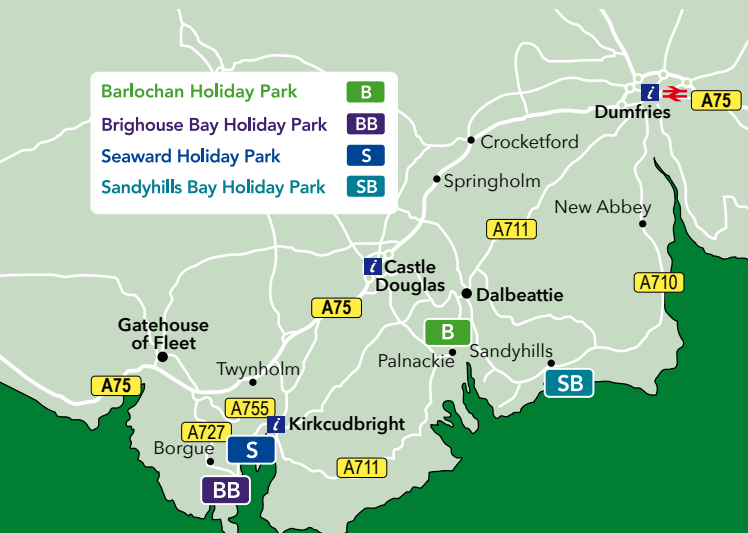 Barlochan Holiday Park B
Brighouse Bay Holiday Park BB
Seaward Holiday Park S
Sandyhills Bay Holiday Park SB
i
A75
Dumfries
Crocketford
Springholm
New Abbey
A711
i Castle
Douglas
A710
Dalbeattie
A75
Gatehouse
of Fleet
B
Palnackie
Sandyhills
Twynholm
A75
SB
A755
i Kirkcudbright
A727
Borgue
S
A711
BB